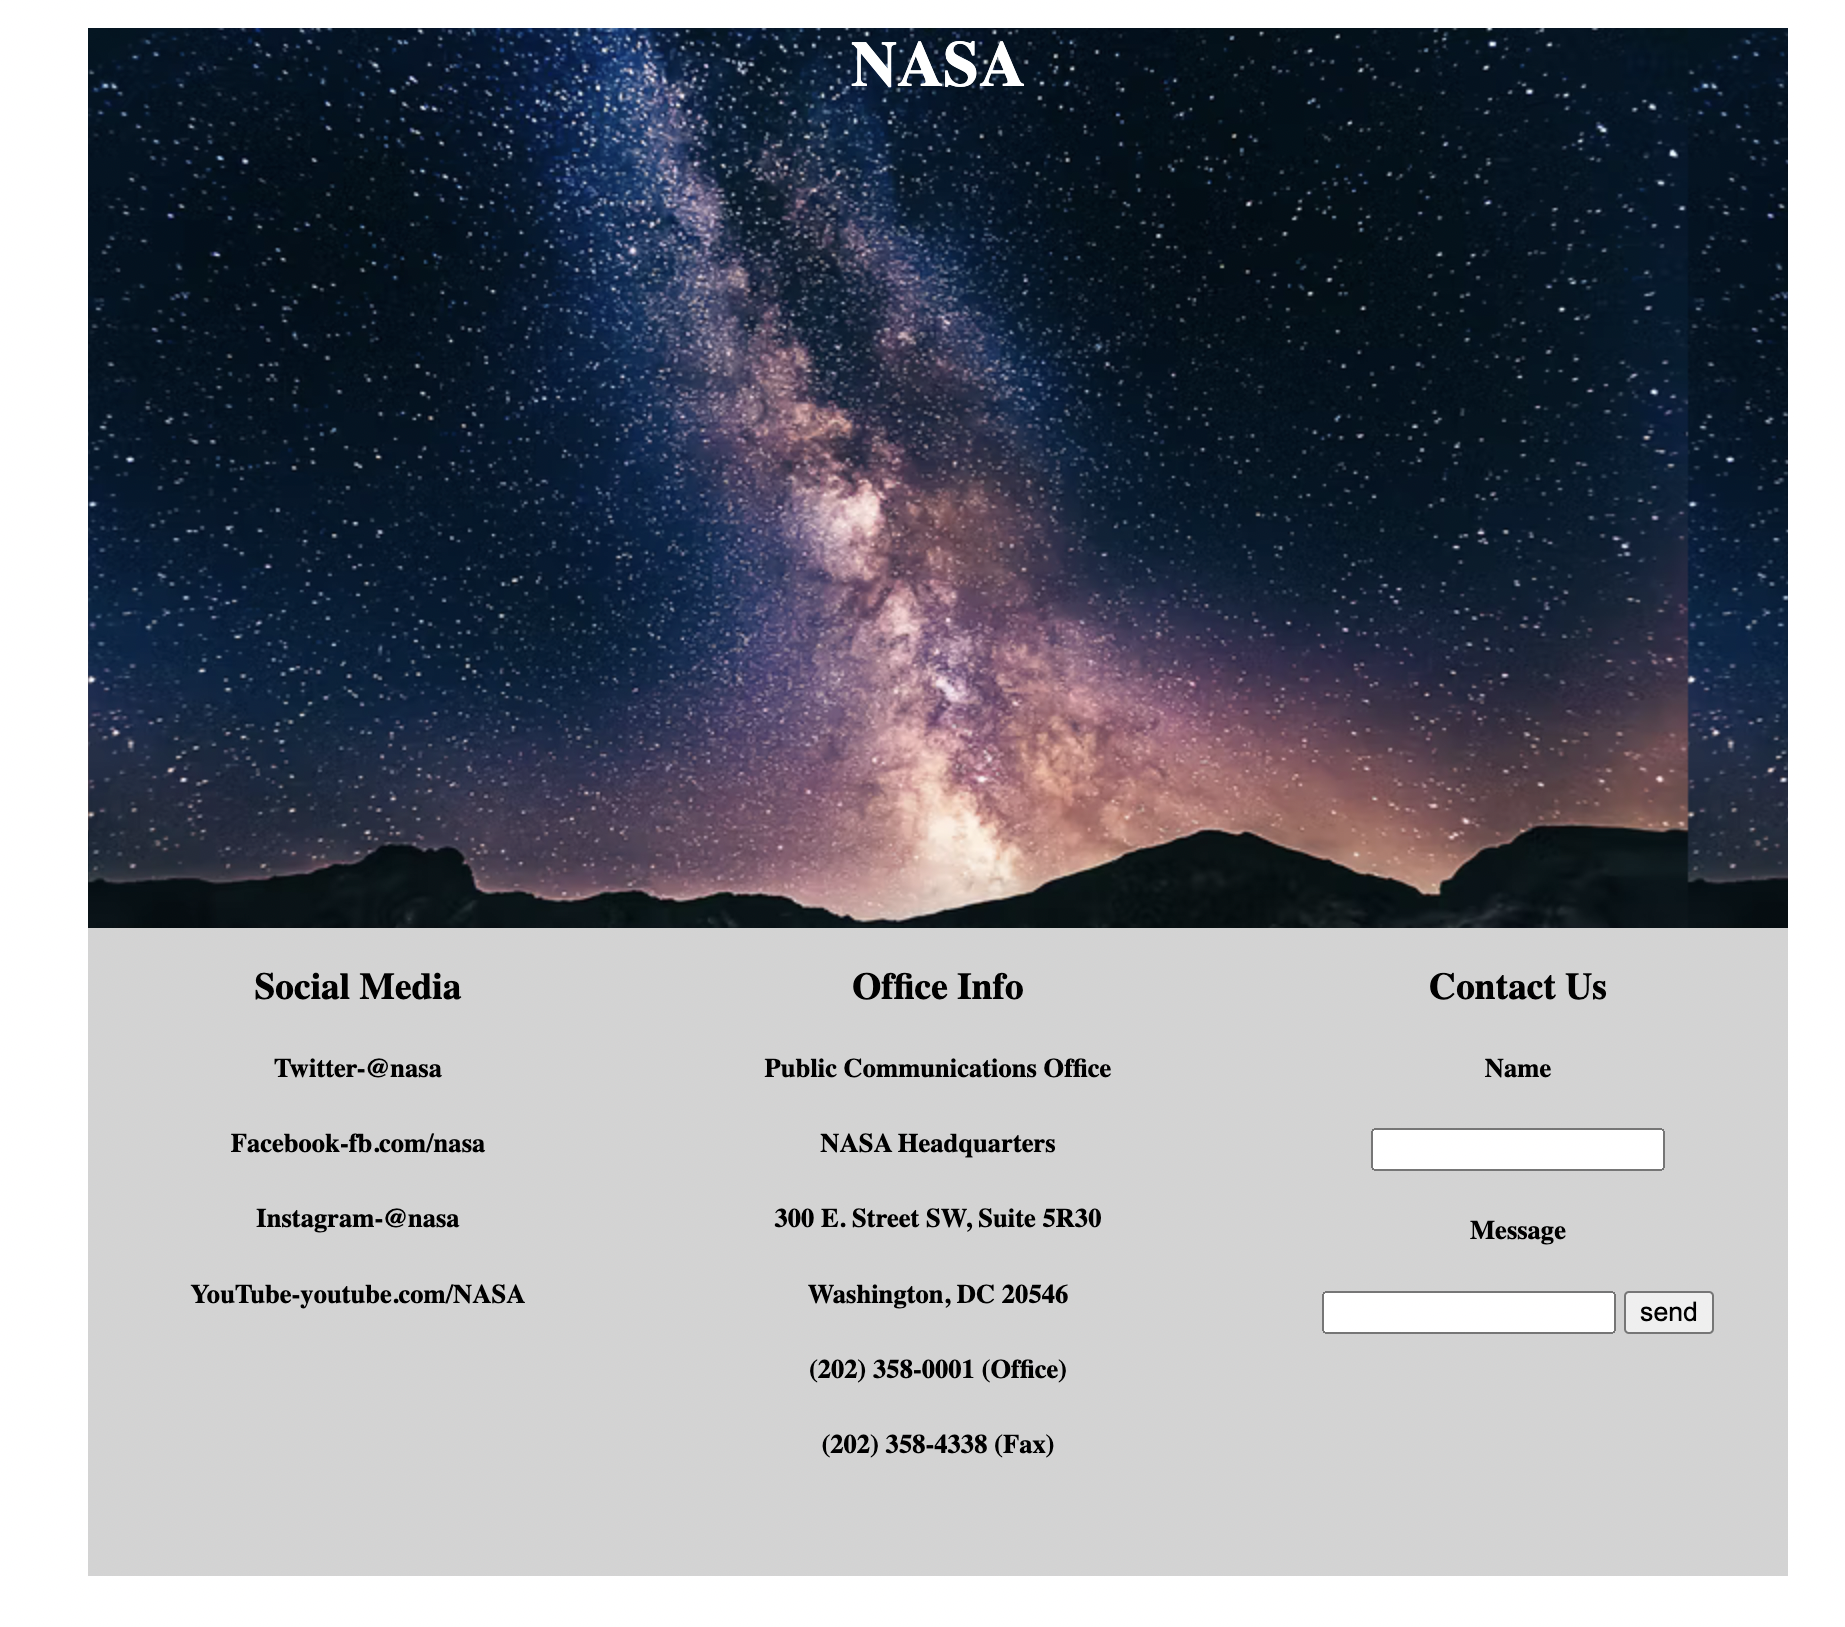 NASA
Social Media
Twitter-@nasa
Facebook-fb.com/nasa
Instagram-@nasa
YouTube-youtube.com/NASA
Office Info
Public Communications Office
NASA Headquarters
300 E. Street SW, Suite 5R30
Washington, DC 20546
(202) 358-0001 (Office)
(202) 358-4338 (Fax)
Contact Us
Name
Message
send